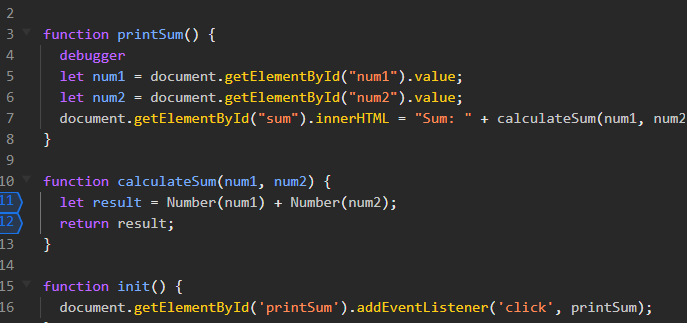 2
3 function printSum() {
4 debugger
5 let num1 = document.getElementById("num1").value;
6 let num2 = document.getElementById("num2").value;
7 document.getElementById("sum").innerHTML = "Sum: " + calculateSum(num1, num2
8 }
9
10 function calculateSum(num1, num2) {
11 let result = Number(num1) + Number(num2);
12 return result;
13 }
14
15 function init() {
16 document.getElementById('printSum').addEventListener('click', printSum);